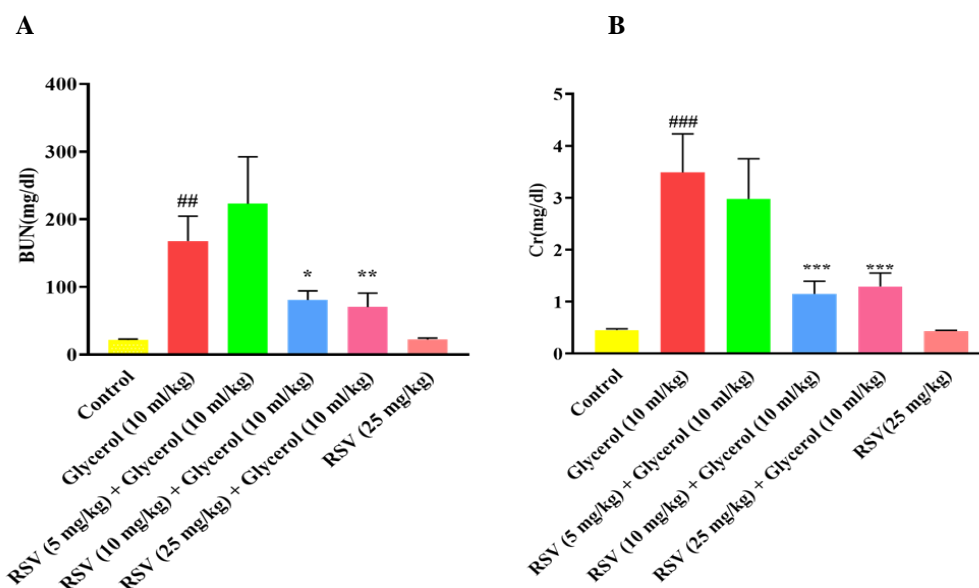 A
B
400
300
200
100
0
BUN(mg/dl)
##
*
**
Control
Glycerol (10 ml/kg)
RSV (5 mg/kg) + Glycerol (10 ml/kg)
RSV (10 mg/kg) + Glycerol (10 ml/kg)
RSV (25 mg/kg) + Glycerol (10 ml/kg)
RSV (25 mg/kg)
5
4
3
2
1
0
Cr(mg/dl)
###
***
***
Control
Glycerol (10 ml/kg)
RSV (5 mg/kg) + Glycerol (10 ml/kg)
RSV (10 mg/kg) + Glycerol (10 ml/kg)
RSV (25 mg/kg) + Glycerol (10 ml/kg)
RSV (25 mg/kg)